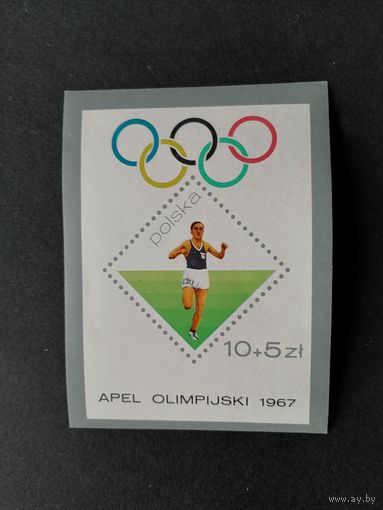 polska
10+5 zł
APEL OLIMPIJSKI 1967
www.ay.by